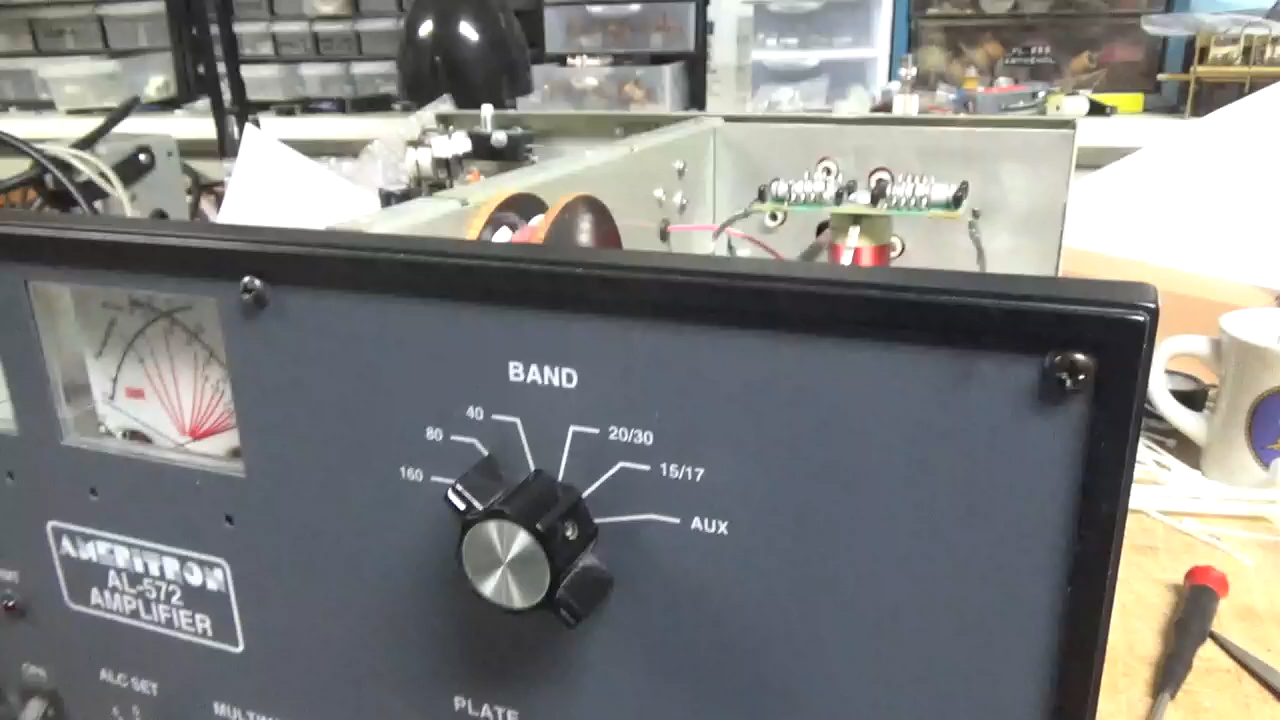 BAND
40
20/30
80
15/17
160
AUX
AMERITRON
AL-572
AMPLIFIER
ALC SET
PLATE